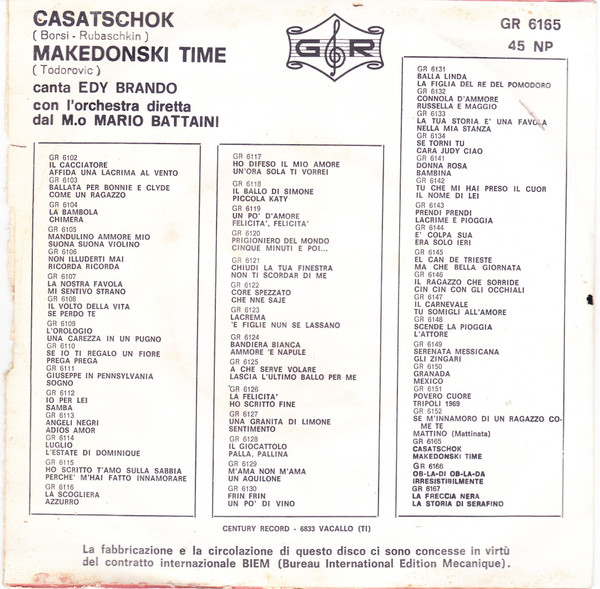 CASATSCHOK
( Borsi - Rubaschkin )
MAKEDONSKI TIME
( Todorovic )
canta EDY BRANDO
con l'orchestra diretta
dal M.o MARIO BATTAINI
G R
GR 6165
45 NP
GR 6102
IL CACCIATORE
AFFIDA UNA LACRIMA AL VENTO
GR 6103
BALLATA PER BONNIE E CLYDE
COME UN RAGAZZO
GR 6104
LA BAMBOLA
CHIMERA
GR 6105
MANDULINO AMMORE MIO
SUONA SUONA VIOLINO
GR 6106
NON ILLUDERTI MAI
RICORDA RICORDA
GR 6107
LA NOSTRA FAVOLA
MI SENTIVO STRANO
GR 6108
IL VOLTO DELLA VITA
SE PERDO TE
GR 6109
L'OROLOGIO
UNA CAREZZA IN UN PUGNO
GR 6110
SE IO TI REGALO UN FIORE
PREGA PREGA
GR 6111
GIUSEPPE IN PENNSYLVANIA
SOGNO
GR 6112
IO PER LEI
SAMBA
GR 6113
ANGELI NEGRI
ADIOS AMOR
GR 6114
LUGLIO
L'ESTATE DI DOMINIQUE
GR 6115
HO SCRITTO T'AMO SULLA SABBIA
PERCHE' M'HAI FATTO INNAMORARE
GR 6116
LA SCOGLIERA
AZZURRO
GR 6117
HO DIFESO IL MIO AMORE
UN'ORA SOLA TI VORREI
GR 6118
IL BALLO DI SIMONE
PICCOLA KATY
GR 6119
UN PO' D'AMORE
FELICITA', FELICITA'
GR 6120
PRIGIONIERO DEL MONDO
CINQUE MINUTI E POI...
GR 6121
CHIUDI LA TUA FINESTRA
NON TI SCORDAR DI ME
GR 6122
CORE SPEZZATO
CHE NNE SAJE
GR 6123
LACREMA
'E FIGLIE NUN SE LASSANO
GR 6124
BANDIERA BIANCA
AMMORE 'E NAPULE
GR 6125
A CHE SERVE VOLARE
LASCIA L'ULTIMO BALLO PER ME
GR 6126
LA FELICITA'
HO SCRITTO FINE
GR 6127
UNA GRANITA DI LIMONE
SENTIMENTO
GR 6128
IL GIOCATTOLO
PALLA, PALLINA
GR 6129
M'AMA NON M'AMA
UN AQUILONE
GR 6130
FRIN FRIN
UN PO' DI VINO
GR 6131
BALLA LINDA
LA FIGLIA DEL RE DEL POMODORO
GR 6132
CONNOLA D'AMMORE
RUSSELLA E MAGGIO
GR 6133
LA TUA STORIA E' UNA FAVOLA
NELLA MIA STANZA
GR 6134
SE TORNI TU
CARA JUDY CIAO
GR 6141
DONNA ROSA
BAMBINA
GR 6142
TU CHE MI HAI PRESO IL CUOR
IL NOME DI LEI
GR 6143
PRENDI PRENDI
LACRIME E PIOGGIA
GR 6144
E' COLPA SUA
ERA SOLO IERI
GR 6145
EL CAN DE TRIESTE
MA CHE BELLA GIORNATA
GR 6146
IL RAGAZZO CHE SORRIDE
CIN CIN CON GLI OCCHIALI
GR 6147
IL CARNEVALE
TU SOMIGLI ALL'AMORE
GR 6148
SCENDE LA PIOGGIA
L'ATTORE
GR 6149
SERENATA MESSICANA
GLI ZINGARI
GR 6150
GRANADA
MEXICO
GR 6151
POVERO CUORE
TRIPOLI 1969
GR 6152
SE M'INNAMORO DI UN RAGAZZO CO-
ME TE
MATTINO (Mattinata)
GR 6165
CASATSCHOK
MAKEDONSKI TIME
GR 6166
OB-LA-DI OB-LA-DA
IRRESISTIBILMENTE
GR 6167
LA FRECCIA NERA
LA STORIA DI SERAFINO
CENTURY RECORD - 6833 VACALLO (TI)
La fabbricazione e la circolazione di questo disco ci sono concesse in virtù
del contratto internazionale BIEM (Bureau International Edition Mecanique).